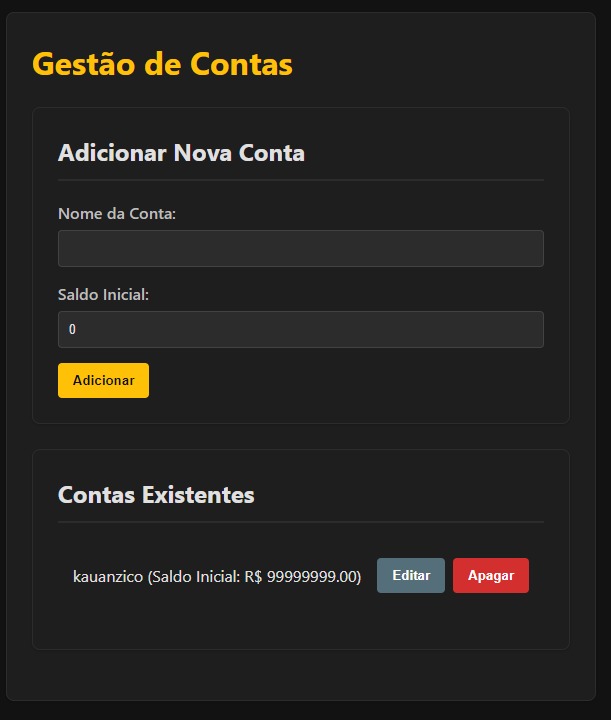 Gestão de Contas
Adicionar Nova Conta
Nome da Conta:
Saldo Inicial:
0
Adicionar
Contas Existentes
kauanzico (Saldo Inicial: R$ 99999999.00) Editar Apagar